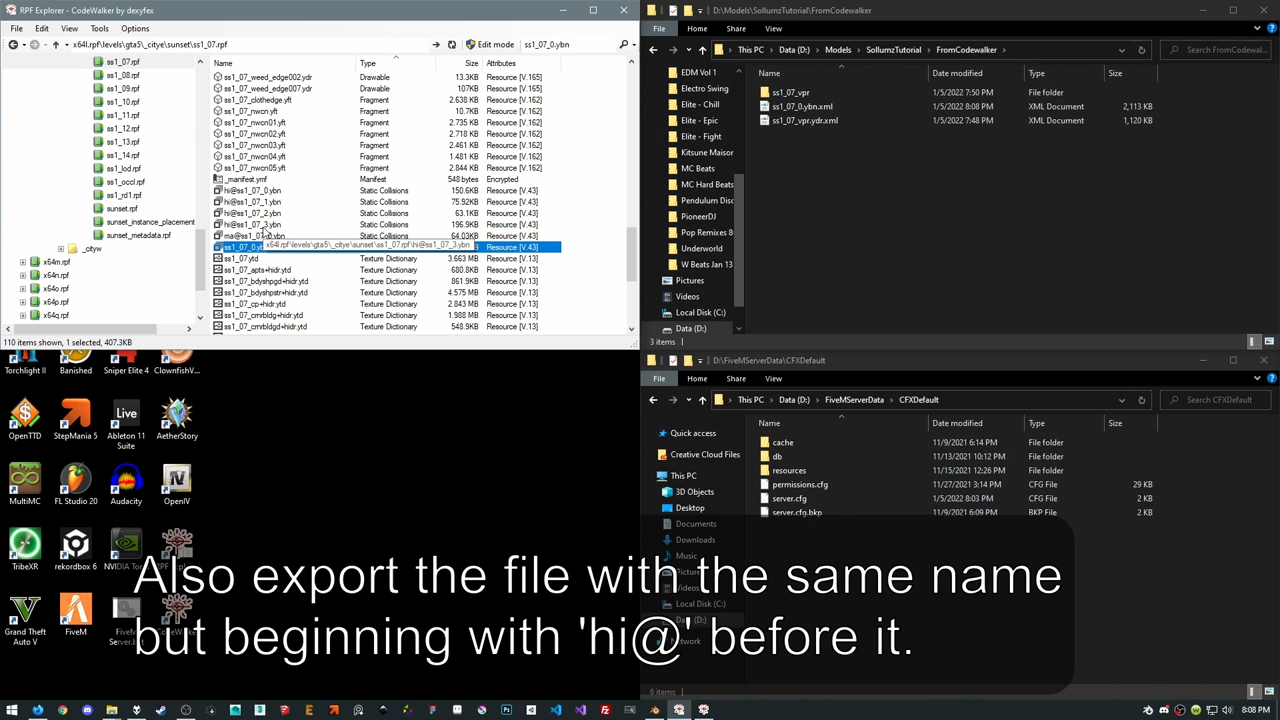 RPF Explorer - CodeWalker by dexyfex
File Edit View Tools Options
x64l.rpf\levels\gta5\_citye\sunset\ss1_07.rpf
Edit mode
ss1_07_0.ybn
ss1_07.rpf
ss1_08.rpf
ss1_09.rpf
ss1_10.rpf
ss1_11.rpf
ss1_12.rpf
ss1_13.rpf
ss1_14.rpf
ss1_lod.rpf
ss1_occl.rpf
ss1_rd1.rpf
sunset.rpf
sunset_instance_placement
sunset_metadata.rpf
_cityw
x64m.rpf
x64n.rpf
x64o.rpf
x64p.rpf
x64q.rpf
Name Type Size Attributes
ss1_07_weed_edge002.ydr Drawable 13.3KB Resource [V.165]
ss1_07_weed_edge007.ydr Drawable 107KB Resource [V.165]
ss1_07_clothedge.yft Fragment 2.638 KB Resource [V.162]
ss1_07_nwcn.yft Fragment 10.7KB Resource [V.162]
ss1_07_nwcn01.yft Fragment 2.735 KB Resource [V.162]
ss1_07_nwcn02.yft Fragment 2.718 KB Resource [V.162]
ss1_07_nwcn03.yft Fragment 2.461 KB Resource [V.162]
ss1_07_nwcn04.yft Fragment 1.481 KB Resource [V.162]
ss1_07_nwcn05.yft Fragment 2.844 KB Resource [V.162]
_manifest.ymf Manifest 548 bytes Encrypted
hi@ss1_07_0.ybn Static Collisions 150.6KB Resource [V.43]
hi@ss1_07_1.ybn Static Collisions 75.92KB Resource [V.43]
hi@ss1_07_2.ybn Static Collisions 63.1KB Resource [V.43]
hi@ss1_07_3.ybn Static Collisions 196.9KB Resource [V.43]
ma@ss1_07_0.ybn Static Collisions 64.03KB Resource [V.43]
ss1_07_0.yb
x64l.rpf\levels\gta5\_citye\sunset\ss1_07.rpf\hi@ss1_07_3.ybn
Resource [V.43]
ss1_07.ytd Texture Dictionary 3.663 MB Resource [V.13]
ss1_07_apts+hidr.ytd Texture Dictionary 680.8KB Resource [V.13]
ss1_07_bdyshpgd+hidr.ytd Texture Dictionary 861.9KB Resource [V.13]
ss1_07_bdyshpst+hidr.ytd Texture Dictionary 4.575 MB Resource [V.13]
ss1_07_cp+hidr.ytd Texture Dictionary 2.843 MB Resource [V.13]
ss1_07_cmrbldg+hidr.ytd Texture Dictionary 1.988 MB Resource [V.13]
ss1_07_cmrbldgd+hidr.ytd Texture Dictionary 548.9KB Resource [V.13]
110 items shown, 1 selected, 407.3KB
D:\Models\SollumzTutorial\FromCodewalker
File Home Share View
This PC Data (D:) Models SollumzTutorial FromCodewalker
Search FromCodewal...
EDM Vol 1
Electro Swing
Elite - Chill
Elite - Epic
Elite - Fight
Kitsune Maison
MC Beats
MC Hard Beats
Pendulum Disc
PioneerDJ
Pop Remixes 80
Underworld
W Beats Jan 13
Pictures
Videos
Local Disk (C:)
Data (D:)
Name Date modified Type Size
ss1_07_vpr 1/5/2022 7:50 PM File folder
ss1_07_0.ybn.xml 1/5/2022 8:08 PM XML Document 2,113 KB
ss1_07_vpr.ydr.xml 1/5/2022 7:48 PM XML Document 1,120 KB
3 items
D:\FiveMServerData\CFXDefault
File Home Share View
This PC Data (D:) FiveMServerData CFXDefault
Search CFXDefault
Quick access
Creative Cloud Files
This PC
3D Objects
Desktop
Documents
Downloads
Music
Videos
Local Disk (C:)
Name Date modified Type Size
cache 11/9/2021 6:14 PM File folder
db 11/13/2021 10:12 PM File folder
resources 11/15/2021 12:26 PM File folder
permissions.cfg 11/27/2021 3:14 PM CFG File 29 KB
server.cfg 1/5/2022 8:03 PM CFG File 2 KB
server.cfg.bkp 11/9/2021 6:09 PM BKP File 2 KB
6 items
Torchlight II Banished Sniper Elite 4 ClownfishV...
OpenTTD StepMania 5 Ableton 11 Suite AetherStory
MultiMC FL Studio 20 Audacity OpenIV
TribeXR rekordbox 6
Grand Theft Auto V FiveM
Also export the file with the same name
but beginning with 'hi@' before it.
8:08 PM